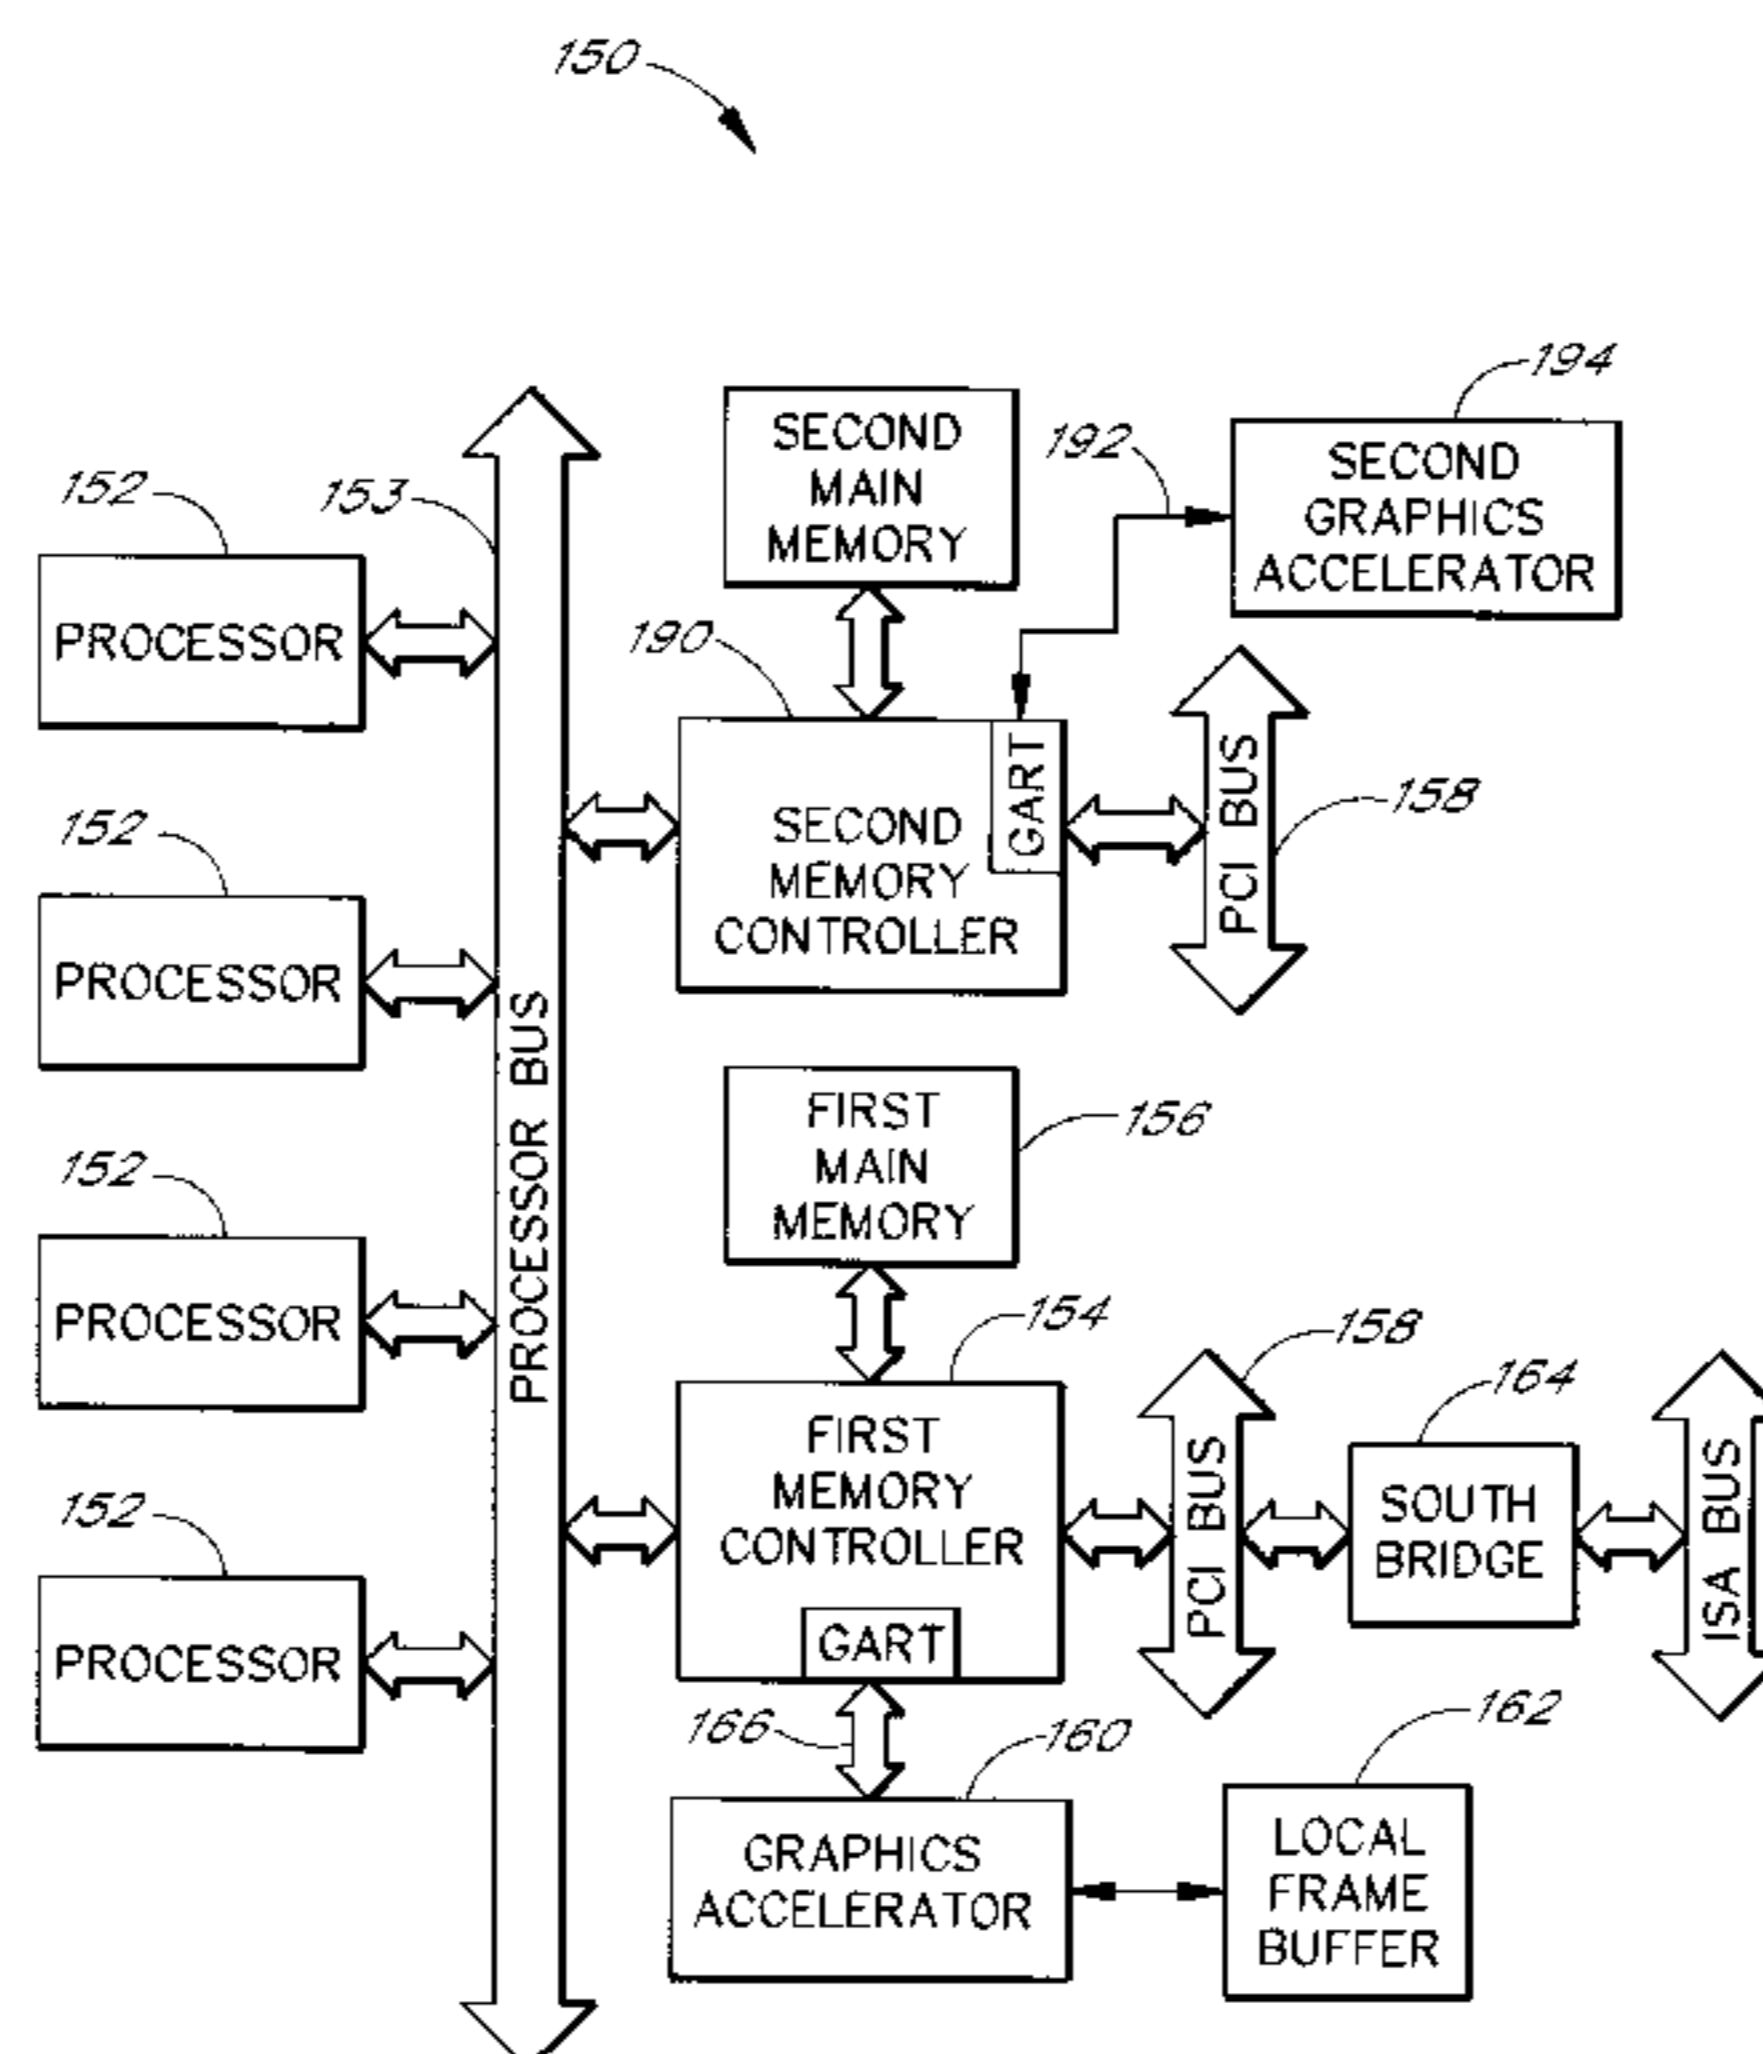 150
194
SECOND
MAIN
MEMORY
192
SECOND
GRAPHICS
ACCELERATOR
152
153
PROCESSOR
190
GART
SECOND
MEMORY
CONTROLLER
PCI BUS
158
152
PROCESSOR
PROCESSOR BUS
FIRST
MAIN
MEMORY
156
152
PROCESSOR
154
158
164
FIRST
MEMORY
CONTROLLER
GART
PCI BUS
SOUTH
BRIDGE
ISA BUS
152
PROCESSOR
166
160
162
GRAPHICS
ACCELERATOR
LOCAL
FRAME
BUFFER